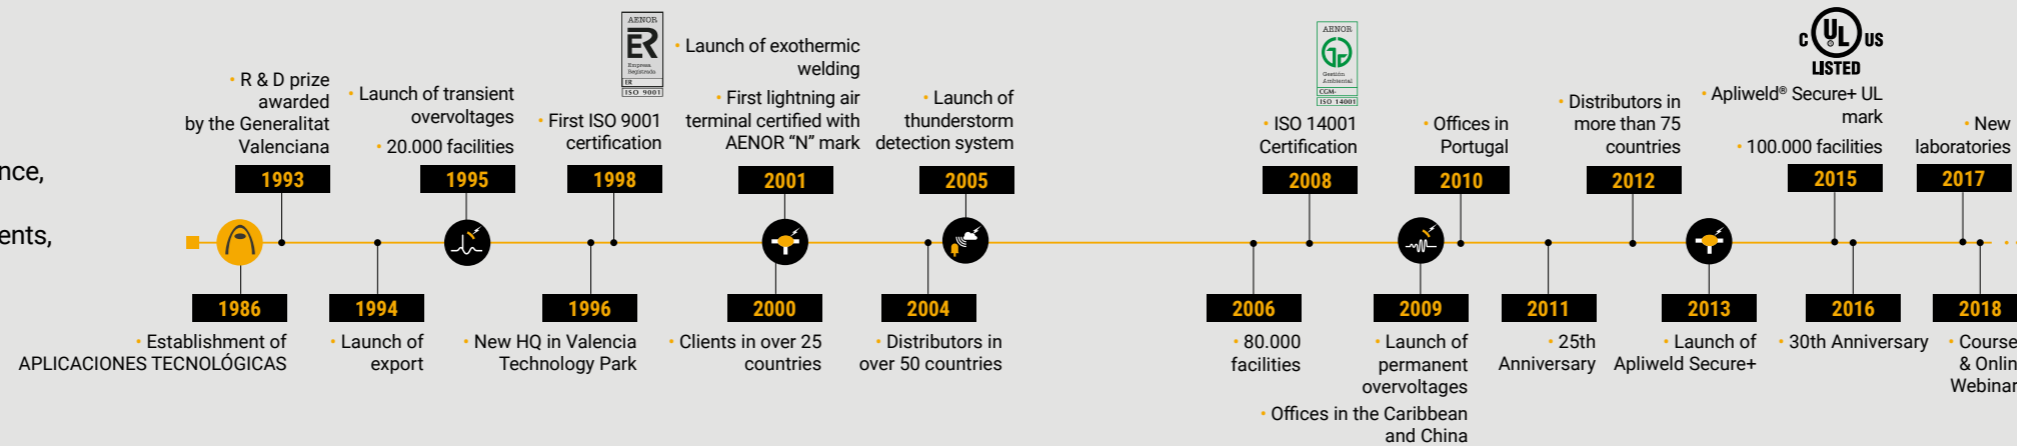 nce,
ents,
• R & D prize
awarded
by the Generalitat
Valenciana
1993
• Launch of transient
overvoltages
• 20.000 facilities
1995
AENOR
ER
Empresa
Registrada
ER
ISO 9001
• First ISO 9001
certification
1998
• Launch of exothermic
welding
• First lightning air
terminal certified with
AENOR “N” mark
2001
• Launch of
thunderstorm
detection system
2005
AENOR
Gestión
Ambiental
CGM-
ISO 14001
• ISO 14001
Certification
2008
• Offices in
Portugal
2010
• Distributors in
more than 75
countries
2012
C UL® US
LISTED
• Apliweld® Secure+ UL
mark
• 100.000 facilities
2015
• New
laboratories
2017
1986
• Establishment of
APLICACIONES TECNOLÓGICAS
1994
• Launch of
export
1996
• New HQ in Valencia
Technology Park
2000
• Clients in over 25
countries
2004
• Distributors in
over 50 countries
2006
• 80.000
facilities
2009
• Launch of
permanent
overvoltages
• Offices in the Caribbean
and China
2011
• 25th
Anniversary
2013
• Launch of
Apliweld Secure+
2016
• 30th Anniversary
2018
• Course
& Onlin
Webinar